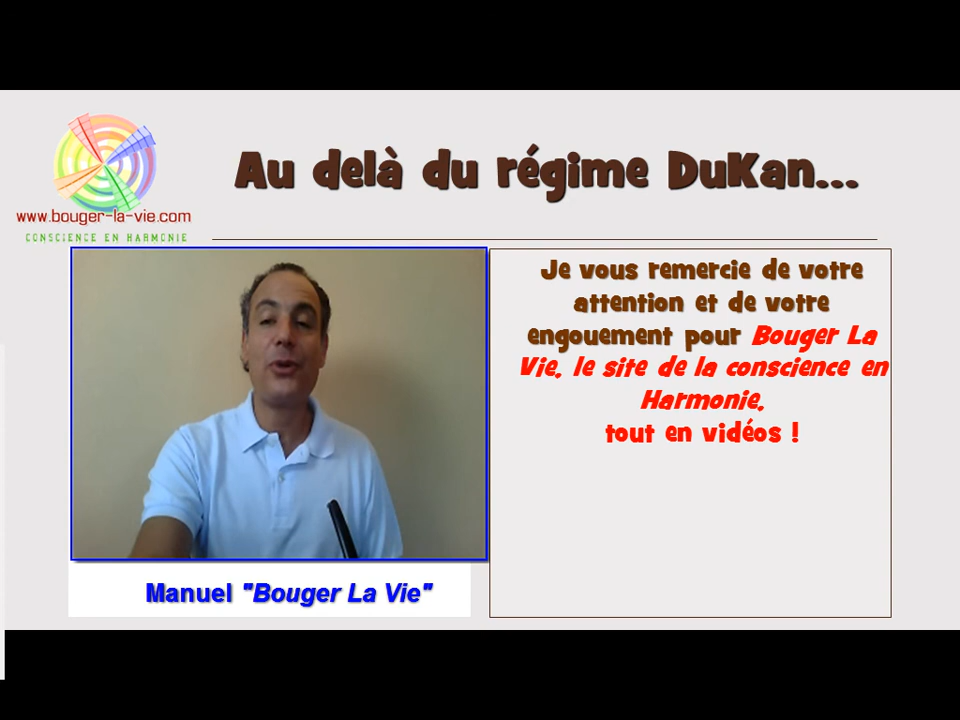 Au delà du régime DuKan...
www.bouger-la-vie.com
CONSCIENCE EN HARMONIE
Je vous remercie de votre
attention et de votre
engouement pour Bouger La
Vie, le site de la conscience en
Harmonie,
tout en vidéos !
Manuel "Bouger La Vie"